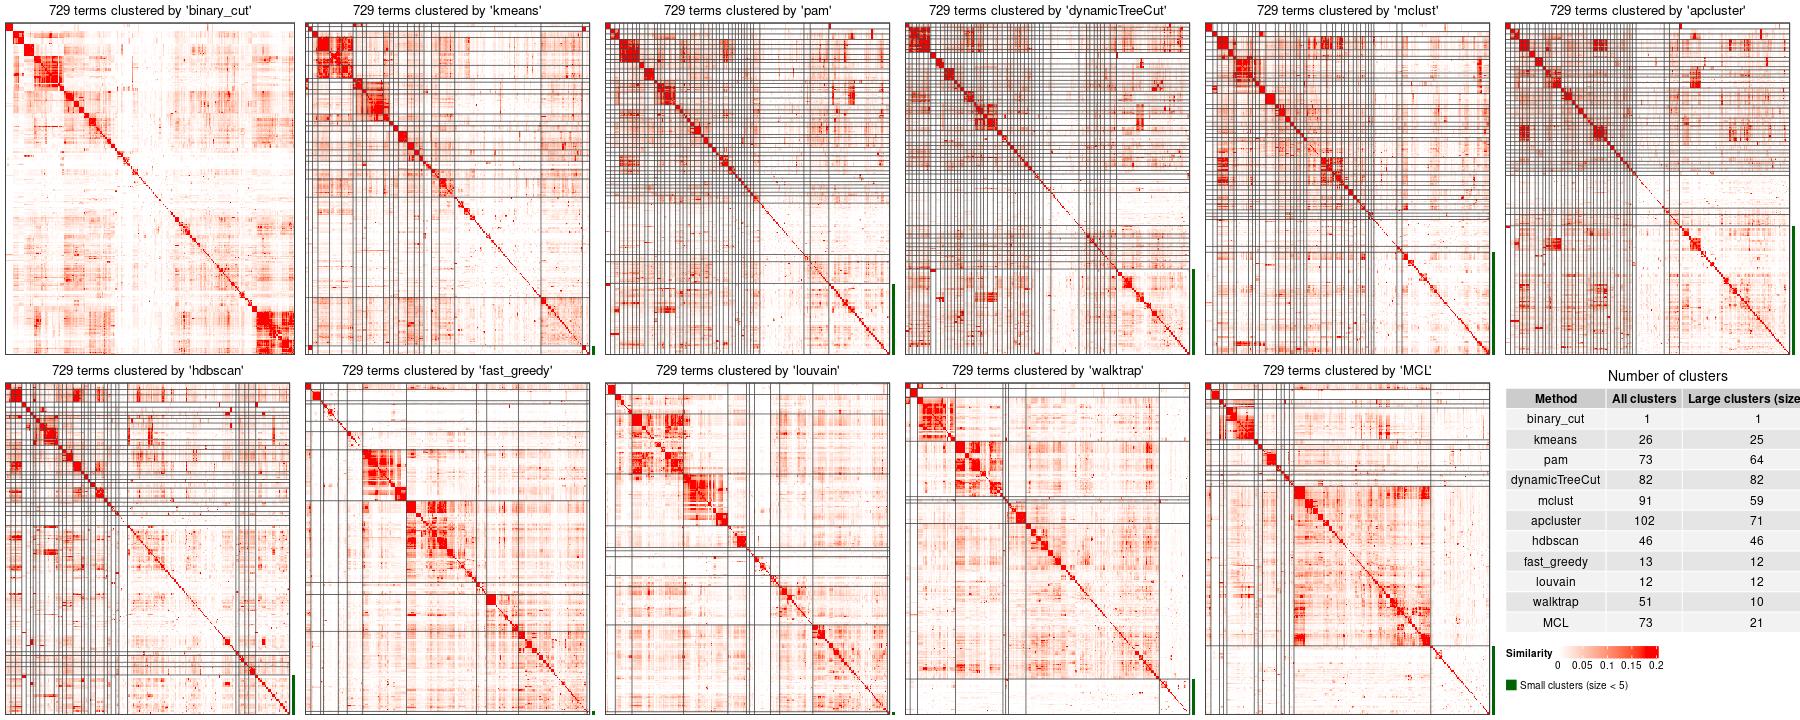 729 terms clustered by 'binary_cut'
729 terms clustered by 'kmeans'
729 terms clustered by 'pam'
729 terms clustered by 'dynamicTreeCut'
729 terms clustered by 'mclust'
729 terms clustered by 'apcluster'
729 terms clustered by 'hdbscan'
729 terms clustered by 'fast_greedy'
729 terms clustered by 'louvain'
729 terms clustered by 'walktrap'
729 terms clustered by 'MCL'
Number of clusters
Method All clusters Large clusters (size
binary_cut 1 1
kmeans 26 25
pam 73 64
dynamicTreeCut 82 82
mclust 91 59
apcluster 102 71
hdbscan 46 46
fast_greedy 13 12
louvain 12 12
walktrap 51 10
MCL 73 21
Similarity
0 0.05 0.1 0.15 0.2
Small clusters (size < 5)